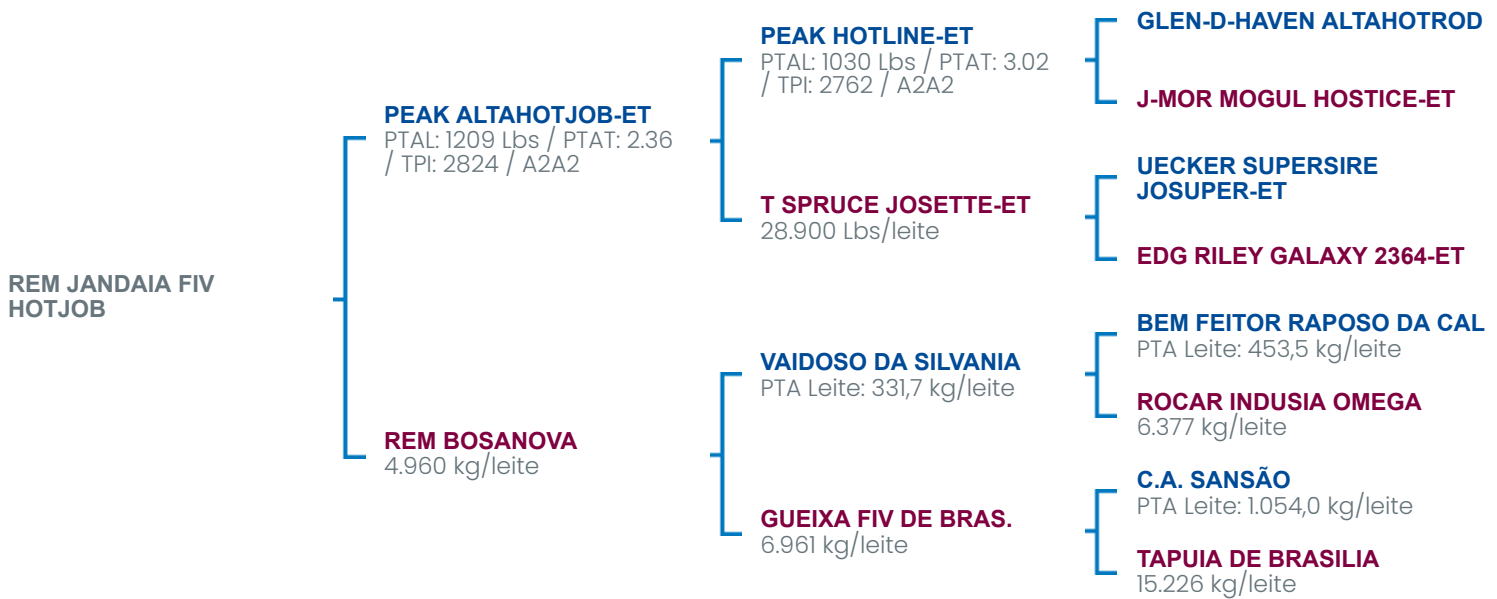 REM JANDAIA FIV
HOTJOB
PEAK ALTAHOTJOB-ET
PTAL: 1209 Lbs / PTAT: 2.36
/ TPI: 2824 / A2A2
REM BOSANOVA
4.960 kg/leite
PEAK HOTLINE-ET
PTAL: 1030 Lbs / PTAT: 3.02
/ TPI: 2762 / A2A2
T SPRUCE JOSETTE-ET
28.900 Lbs/leite
VAIDOSO DA SILVANIA
PTA Leite: 331,7 kg/leite
GUEIXA FIV DE BRAS.
6.961 kg/leite
GLEN-D-HAVEN ALTAHOTROD
J-MOR MOGUL HOSTICE-ET
UECKER SUPERSIRE
JOSUPER-ET
EDG RILEY GALAXY 2364-ET
BEM FEITOR RAPOSO DA CAL
PTA Leite: 453,5 kg/leite
ROCAR INDUSIA OMEGA
6.377 kg/leite
C.A. SANSÃO
PTA Leite: 1.054,0 kg/leite
TAPUIA DE BRASILIA
15.226 kg/leite